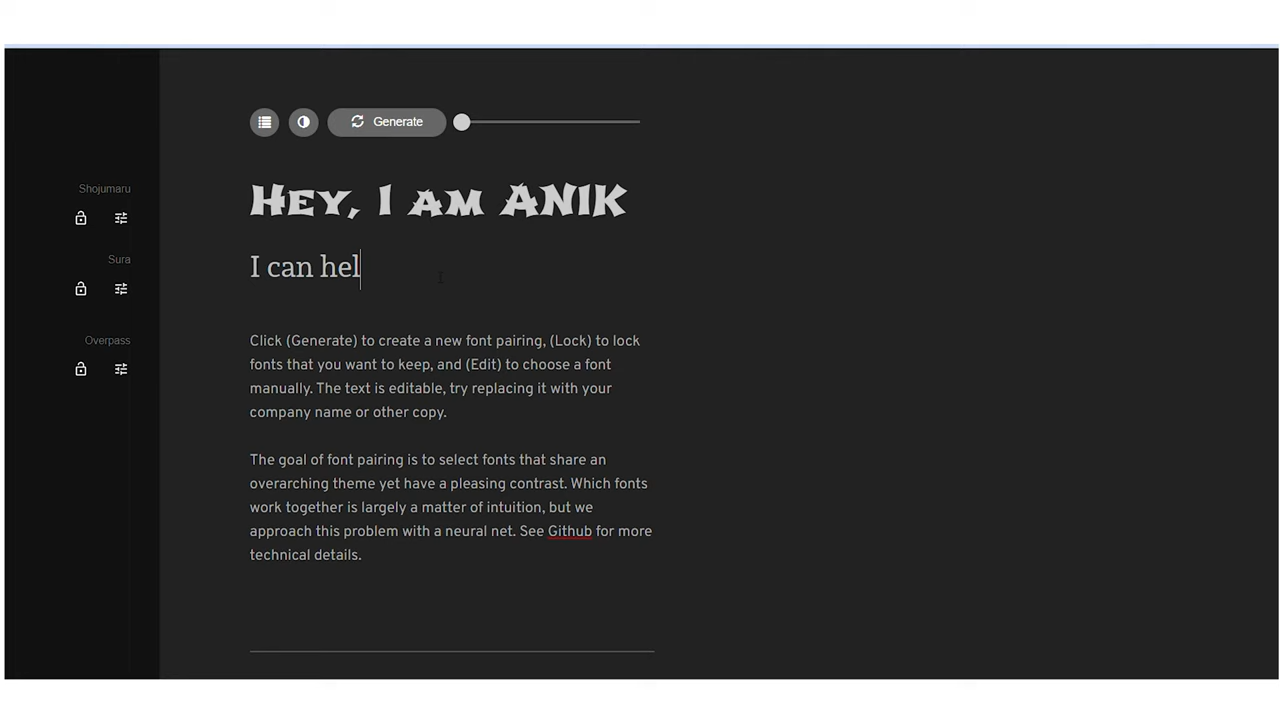 Generate
Shojumaru
Hey, I am ANIK
Sura
I can hel
Overpass
Click (Generate) to create a new font pairing, (Lock) to lock
fonts that you want to keep, and (Edit) to choose a font
manually. The text is editable, try replacing it with your
company name or other copy.
The goal of font pairing is to select fonts that share an
overarching theme yet have a pleasing contrast. Which fonts
work together is largely a matter of intuition, but we
approach this problem with a neural net. See Github for more
technical details.